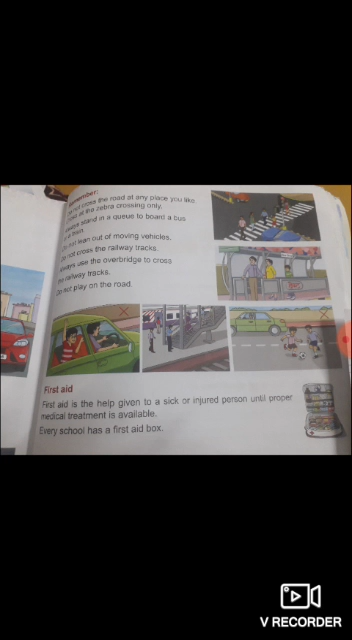 Remember:
not cross the road at any place you like.
at the zebra crossing only.
always stand in a queue to board a bus
a train.
not lean out of moving vehicles.
not cross the railway tracks.
always use the overbridge to cross
the railway tracks.
Do not play on the road.
First aid
First aid is the help given to a sick or injured person until proper
medical treatment is available.
Every school has a first aid box.
V RECORDER